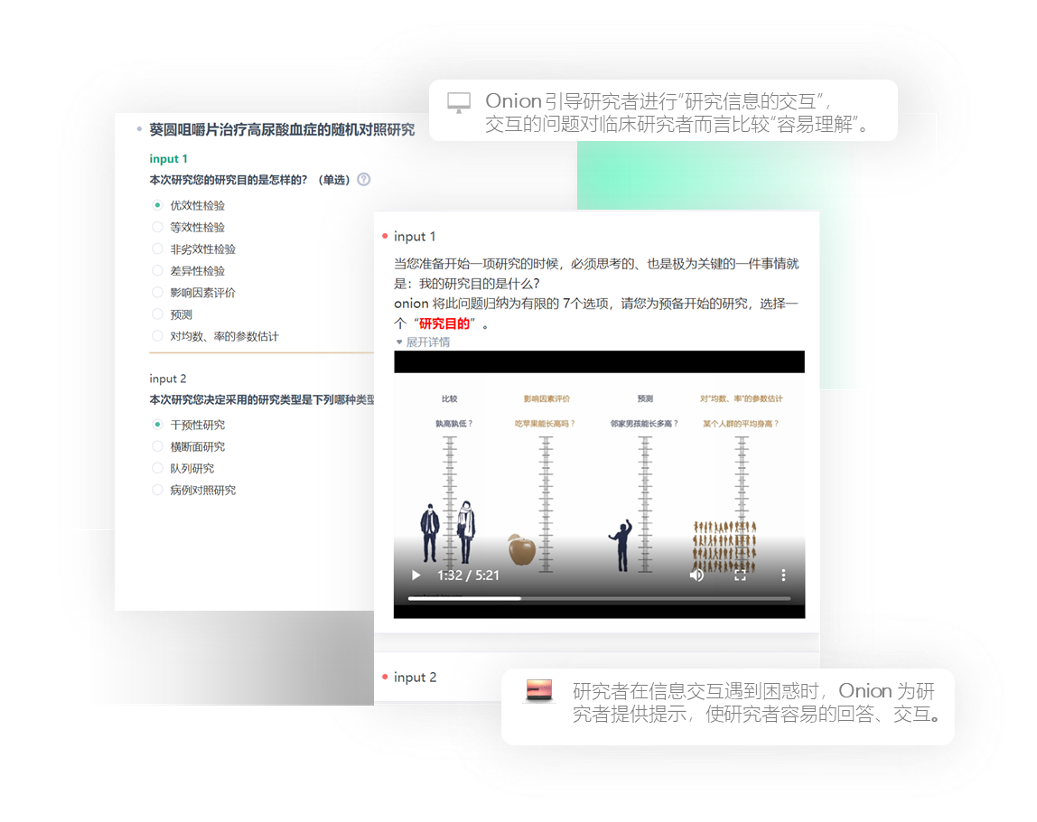 Onion 引导研究者进行“研究信息的交互”，
交互的问题对临床研究者而言比较“容易理解”。
葵圆咀嚼片治疗高尿酸血症的随机对照研究
input 1
本次研究您的研究目的是怎样的？（单选）
优效性检验
等效性检验
非劣效性检验
差异性检验
影响因素评价
预测
对均数、率的参数估计
input 2
本次研究您决定采用的研究类型是下列哪种类型
干预性研究
横断面研究
队列研究
病例对照研究
input 1
当您准备开始一项研究的时候，必须思考的、也是极为关键的一件事情就
是：我的研究目的是什么？
onion 将此问题归纳为有限的 7个选项，请您为预备开始的研究，选择一
个“研究目的”。
展开详情
比较 影响因素评价 预测 对“均数、率”的参数估计
孰高孰低？ 吃苹果能长高吗？ 邻家男孩能长多高？ 某个人群的平均身高？
1:32 / 5:21
input 2
研究者在信息交互遇到困惑时，Onion 为研
究者提供提示，使研究者容易的回答、交互。